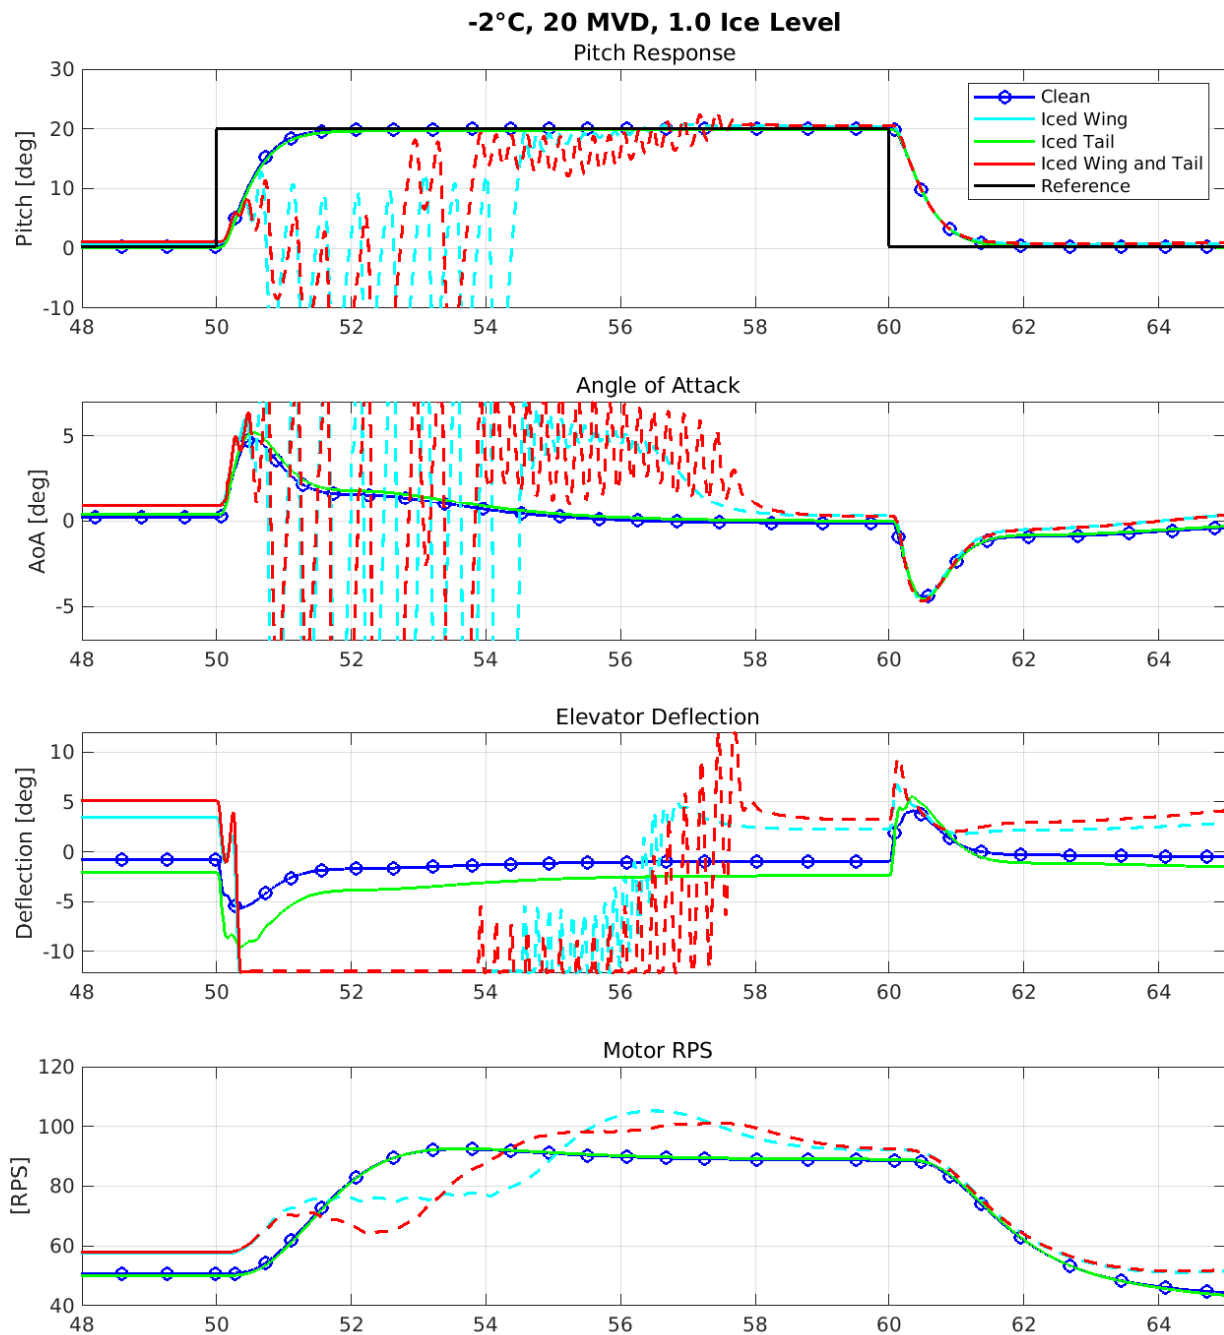 -2°C, 20 MVD, 1.0 Ice Level
Pitch Response
Pitch [deg]
30
20
10
0
-10
48 50 52 54 56 58 60 62 64
Clean
Iced Wing
Iced Tail
Iced Wing and Tail
Reference
Angle of Attack
AoA [deg]
5
0
-5
48 50 52 54 56 58 60 62 64
Elevator Deflection
Deflection [deg]
10
5
0
-5
-10
48 50 52 54 56 58 60 62 64
Motor RPS
[RPS]
120
100
80
60
40
48 50 52 54 56 58 60 62 64